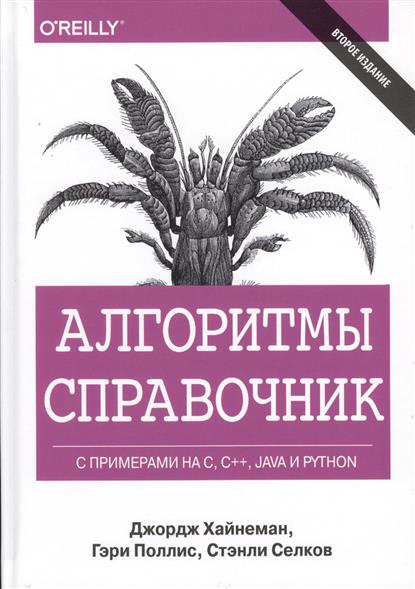 O'REILLY®
ВТОРОЕ ИЗДАНИЕ
АЛГОРИТМЫ
СПРАВОЧНИК
С ПРИМЕРАМИ НА C, C++, JAVA И PYTHON
Джордж Хайнеман,
Гэри Поллис, Стэнли Селков